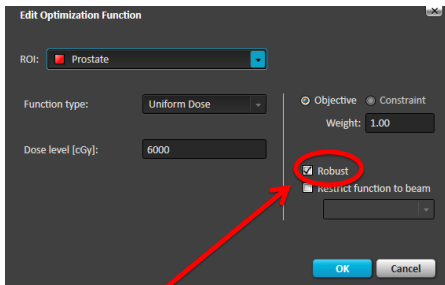 Edit Optimization Function
ROI: Prostate
Function type: Uniform Dose
Objective Constraint
Weight: 1.00
Dose level [cGy]: 6000
Robust
Restrict function to beam
OK Cancel